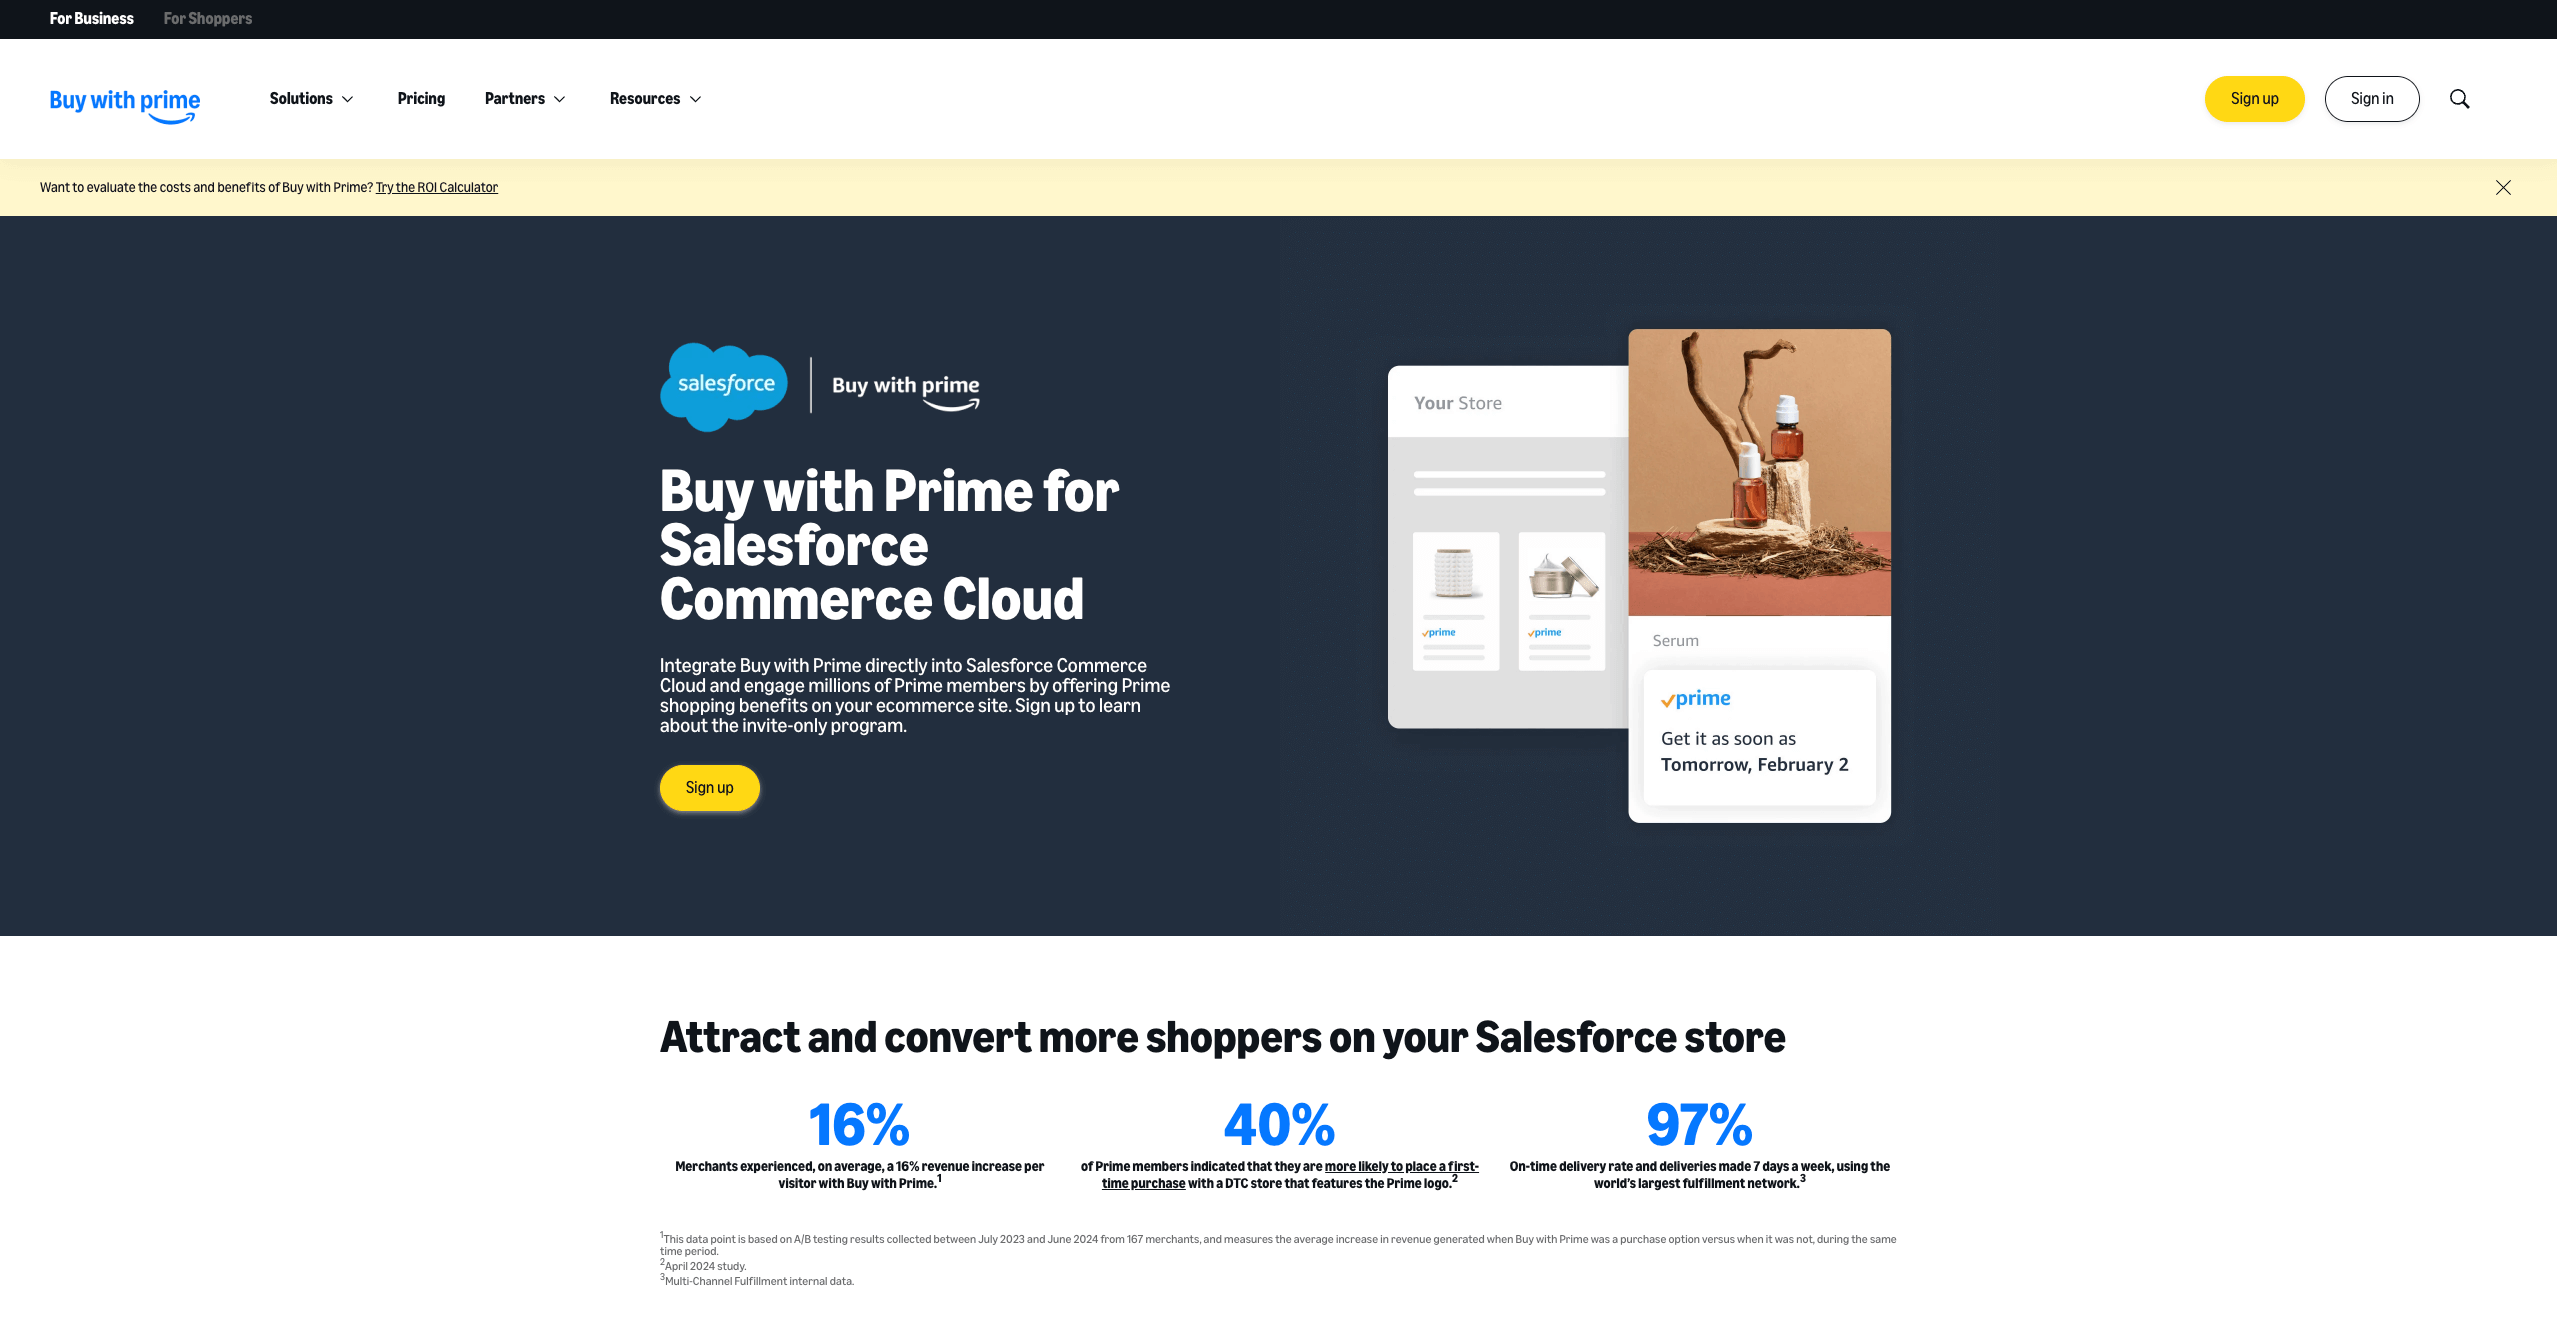 For Business For Shoppers
Buy with prime Solutions Pricing Partners Resources Sign up Sign in
Want to evaluate the costs and benefits of Buy with Prime? Try the ROI Calculator
salesforce | Buy with prime
Buy with Prime for
Salesforce
Commerce Cloud
Integrate Buy with Prime directly into Salesforce Commerce
Cloud and engage millions of Prime members by offering Prime
shopping benefits on your ecommerce site. Sign up to learn
about the invite-only program.
Sign up
Your Store
prime prime
Serum
prime
Get it as soon as
Tomorrow, February 2
Attract and convert more shoppers on your Salesforce store
16%
Merchants experienced, on average, a 16% revenue increase per
visitor with Buy with Prime.1
40%
of Prime members indicated that they are more likely to place a first-
time purchase with a DTC store that features the Prime logo.2
97%
On-time delivery rate and deliveries made 7 days a week, using the
world's largest fulfillment network.3
1This data point is based on A/B testing results collected between July 2023 and June 2024 from 167 merchants, and measures the average increase in revenue generated when Buy with Prime was a purchase option versus when it was not, during the same
time period.
2April 2024 study.
3Multi-Channel Fulfillment internal data.